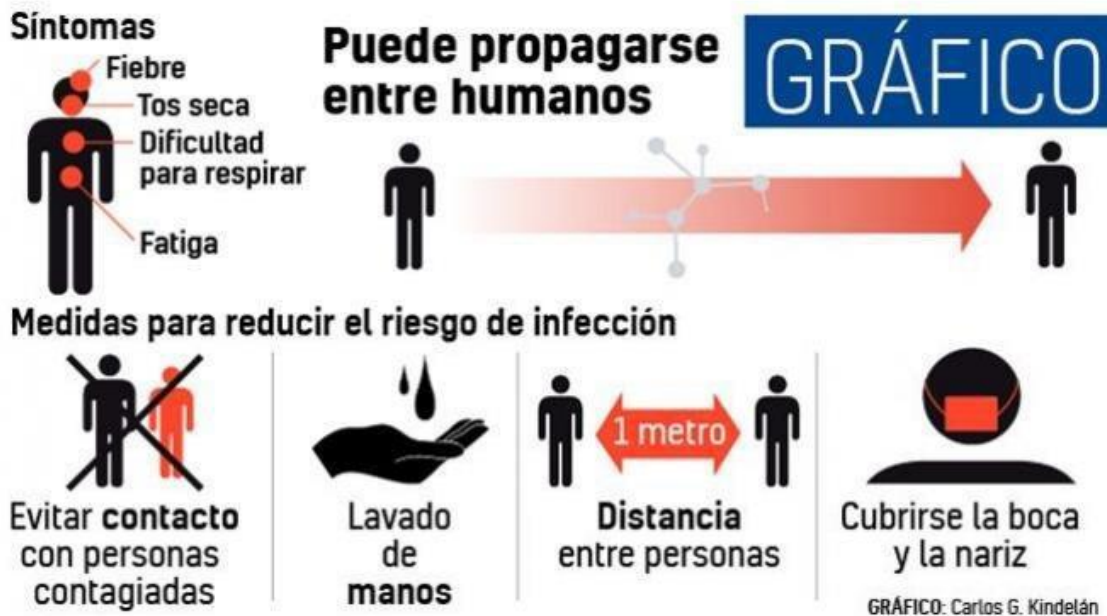 Síntomas
Fiebre
Tos seca
Dificultad
para respirar
Fatiga
Puede propagarse
entre humanos
GRÁFICO
Medidas para reducir el riesgo de infección
Evitar contacto
con personas
contagiadas
Lavado
de
manos
1 metro
Distancia
entre personas
Cubrirse la boca
y la nariz
GRÁFICO: Carlos G. Kindelán